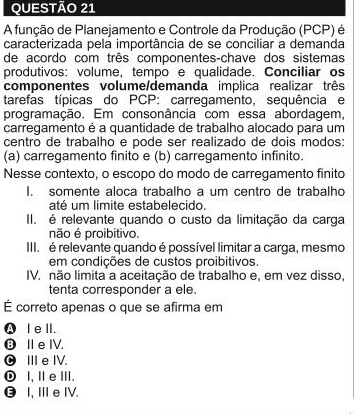 QUESTÃO 21
A função de Planejamento e Controle da Produção (PCP) é
caracterizada pela importância de se conciliar a demanda
de acordo com três componentes-chave dos sistemas
produtivos: volume, tempo e qualidade. Conciliar os
componentes volume/demanda implica realizar três
tarefas típicas do PCP: carregamento, sequência e
programação. Em consonância com essa abordagem,
carregamento é a quantidade de trabalho alocado para um
centro de trabalho e pode ser realizado de dois modos:
(a) carregamento finito e (b) carregamento infinito.
Nesse contexto, o escopo do modo de carregamento finito
I. somente aloca trabalho a um centro de trabalho
até um limite estabelecido.
II. é relevante quando o custo da limitação da carga
não é proibitivo.
III. é relevante quando é possível limitar a carga, mesmo
em condições de custos proibitivos.
IV. não limita a aceitação de trabalho e, em vez disso,
tenta corresponder a ele.
É correto apenas o que se afirma em
A I e II.
B II e IV.
C III e IV.
D I, II e III.
E I, III e IV.